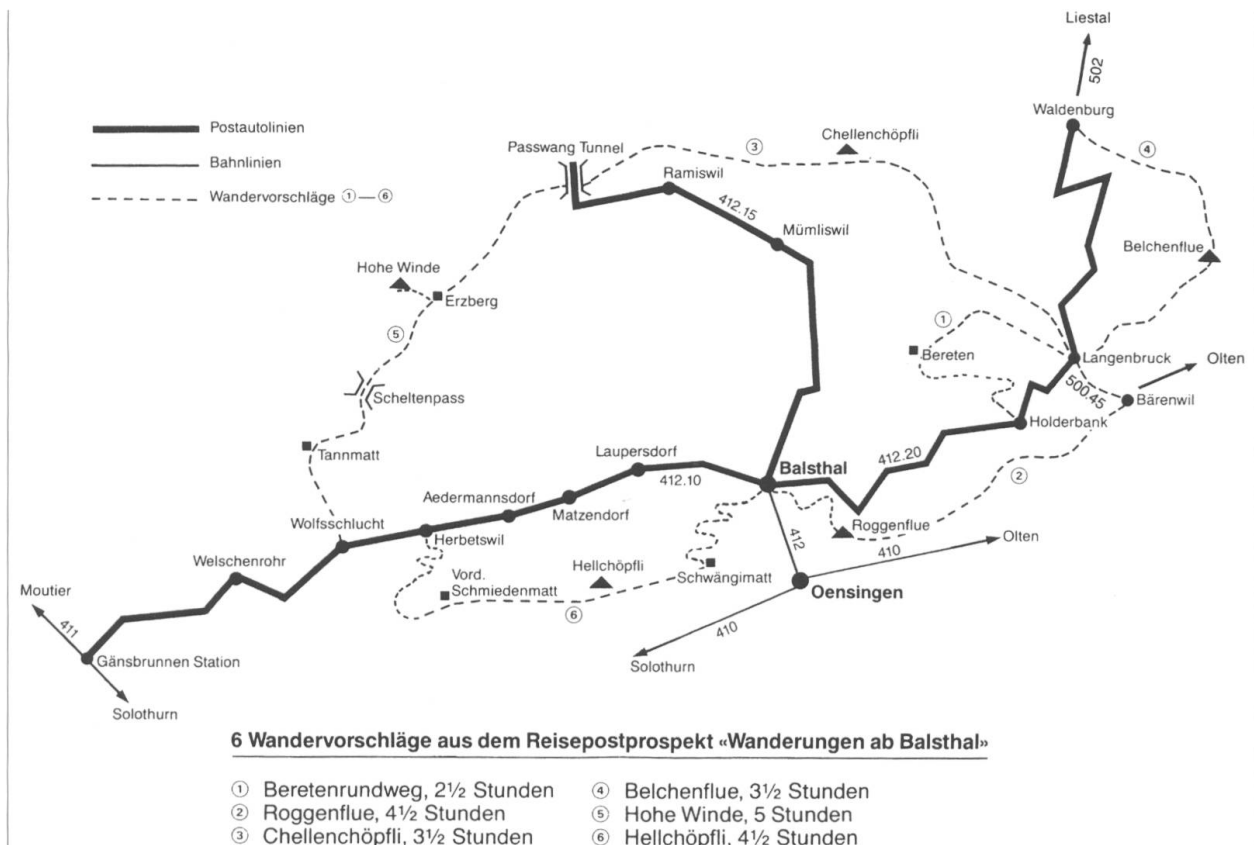 Liestal
502
Waldenburg
Postautolinien
Bahnlinien
Wandervorschläge ①—⑥
Passwang Tunnel
③
Chellenchöpfli
④
Ramiswil
412.15
Mümliswil
Belchenflue
Hohe Winde
Erzberg
⑤
①
Bereten
Langenbruck
Olten
500.45
Bärenwil
Scheltenpass
Holderbank
Tannmatt
Laupersdorf
412.10
Balsthal
412.20
②
Aedermannsdorf
Matzendorf
Wolfsschlucht
Herbetswil
Roggenflue
412
410
Olten
Welschenrohr
Vord.
Schmiedenmatt
Hellchöpfli
Schwängimatt
Oensingen
Moutier
411
⑥
410
Gänsbrunnen Station
Solothurn
Solothurn
6 Wandervorschläge aus dem Reisepostprospekt «Wanderungen ab Balsthal»
① Beretenrundweg, 2½ Stunden
② Roggenflue, 4½ Stunden
③ Chellenchöpfli, 3½ Stunden
④ Belchenflue, 3½ Stunden
⑤ Hohe Winde, 5 Stunden
⑥ Hellchöpfli, 4½ Stunden